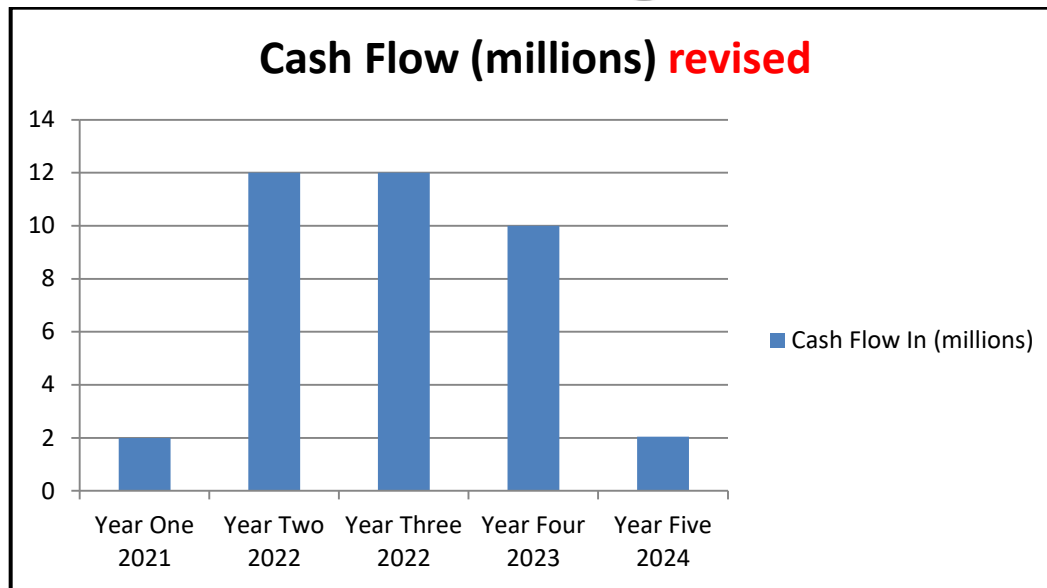 Cash Flow (millions) revised
14
12
10
8
6
4
2
0
Year One Year Two Year Three Year Four Year Five
2021 2022 2022 2023 2024
Cash Flow In (millions)